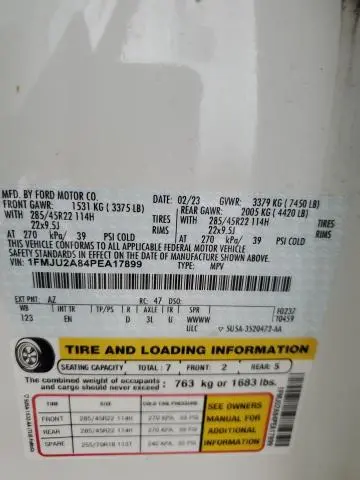 MFD. BY FORD MOTOR CO.
02/23 GVWR: 3379 KG (7450 LB)
FRONT GAWR: 1531 KG (3375 LB)
REAR GAWR: 2005 KG (4420 LB)
WITH 285/45R22 114H TIRES
WITH 285/45R22 114H TIRES
22x9.5J RIMS
22x9.5J RIMS
AT 270 kPa/ 39 PSI COLD
AT 270 kPa/ 39 PSI COLD
THIS VEHICLE CONFORMS TO ALL APPLICABLE FEDERAL MOTOR VEHICLE
SAFETY STANDARDS IN EFFECT ON THE DATE OF MANUFACTURE SHOWN ABOVE.
VIN: 1FMJU2A84PEA17899 TYPE: MPV
EXT PNT: AZ RC: 47 DSO:
WB INT TR TP/PS R AXLE TR SPR
F0237
T0459
123 EN D 3L U WWWW
ULC 5U5A-3520472-AA
TIRE AND LOADING INFORMATION
SEATING CAPACITY TOTAL : 7 FRONT : 2 REAR : 5
The combined weight of occupants
and cargo should never exceed : 763 kg or 1683 lbs.
TIRE SIZE COLD TIRE PRESSURE
FRONT 285/45R22 114H 270 KPA, 39 PSI
REAR 285/45R22 114H 270 KPA, 39 PSI
SPARE 255/70R18 113T
SEE OWNERS
MANUAL FOR
ADDITIONAL
INFORMATION